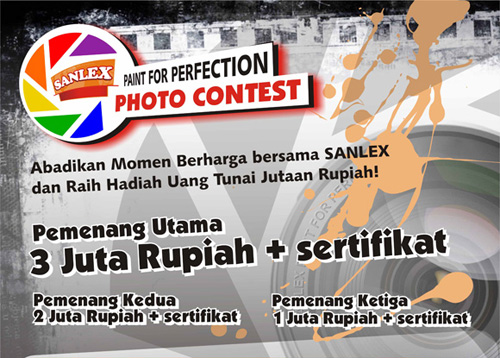 SANLEX
PAINT FOR PERFECTION
PHOTO CONTEST
Abadikan Momen Berharga bersama SANLEX
dan Raih Hadiah Uang Tunai Jutaan Rupiah!
Pemenang Utama
3 Juta Rupiah + sertifikat
Pemenang Kedua
2 Juta Rupiah + sertifikat
Pemenang Ketiga
1 Juta Rupiah + sertifikat